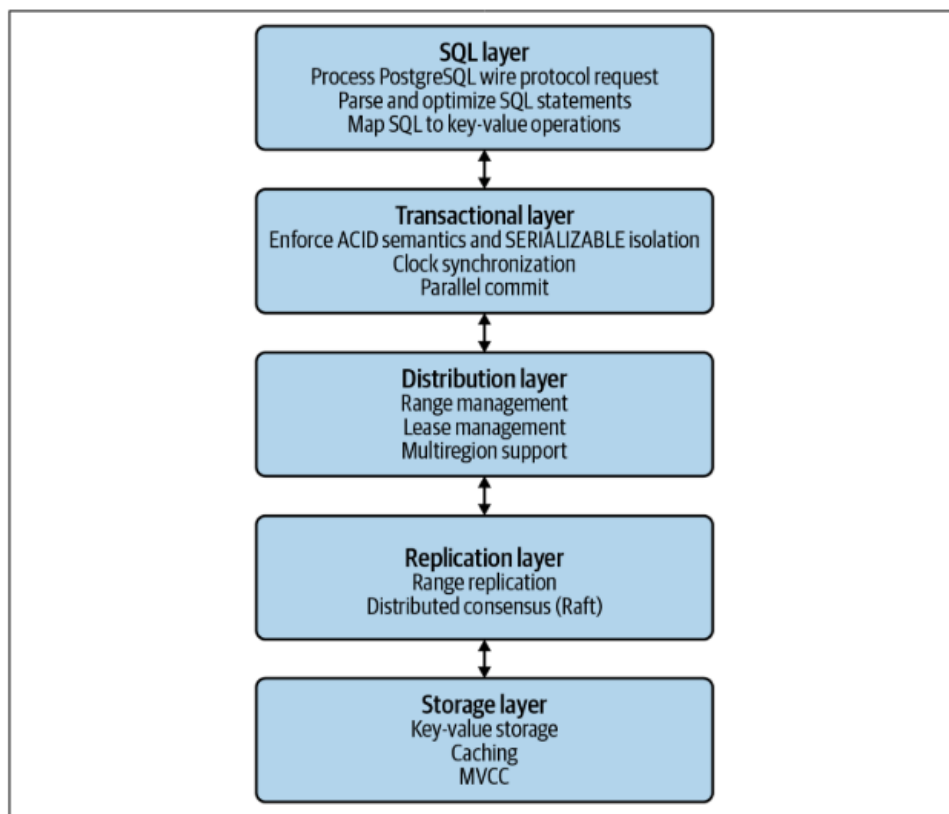 SQL layer
Process PostgreSQL wire protocol request
Parse and optimize SQL statements
Map SQL to key-value operations
Transactional layer
Enforce ACID semantics and SERIALIZABLE isolation
Clock synchronization
Parallel commit
Distribution layer
Range management
Lease management
Multiregion support
Replication layer
Range replication
Distributed consensus (Raft)
Storage layer
Key-value storage
Caching
MVCC